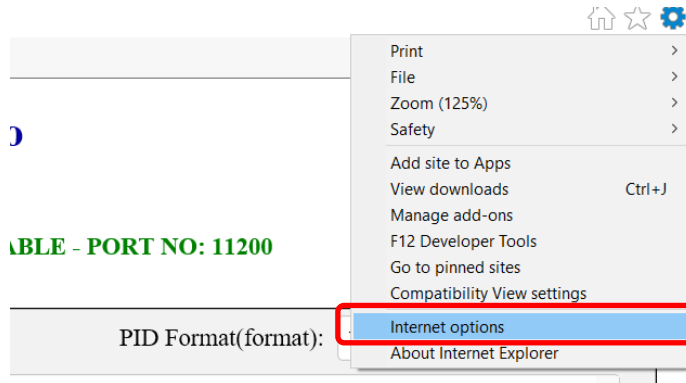 Print
File
Zoom (125%)
Safety
Add site to Apps
View downloads Ctrl+J
Manage add-ons
F12 Developer Tools
Go to pinned sites
Compatibility View settings
Internet options
About Internet Explorer
ABLE - PORT NO: 11200
PID Format(format):